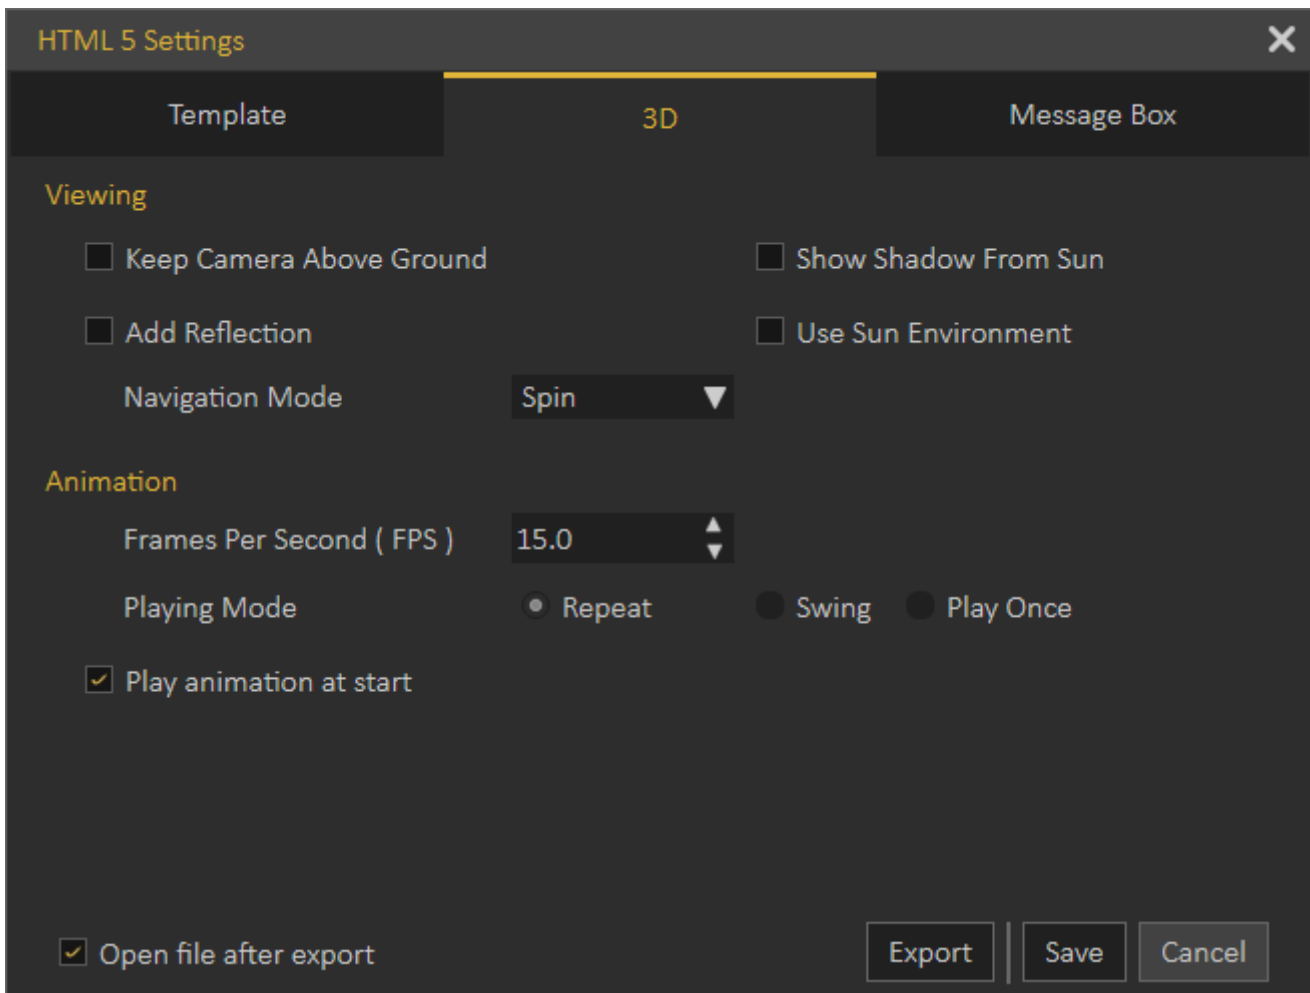 HTML 5 Settings
Template 3D Message Box
Viewing
Keep Camera Above Ground Show Shadow From Sun
Add Reflection Use Sun Environment
Navigation Mode Spin
Animation
Frames Per Second ( FPS ) 15.0
Playing Mode Repeat Swing Play Once
Play animation at start
Open file after export Export Save Cancel